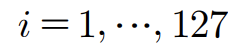 i = 1, ⋯, 127